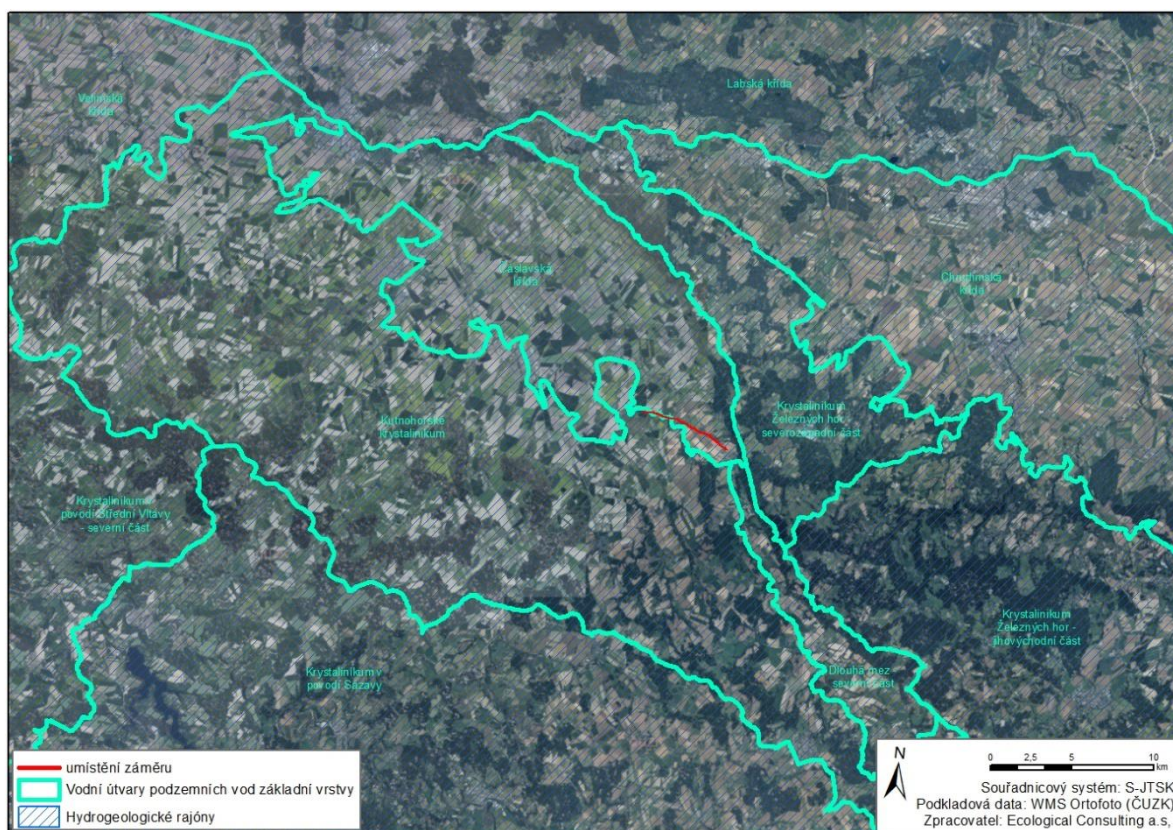 Labská křída
Velimská
křída
Čáslavská
křída
Chrudimská
křída
Krystalinikum
Železných hor -
severozápadní část
Kutnohorské
krystalinikum
Krystalinikum v
povodí Střední Vltavy
- severní část
Krystalinikum
Železných hor -
jihovýchodní část
Krystalinikum v
povodí Sázavy
Dlouhá mez -
severní část
umístění záměru
Vodní útvary podzemních vod základní vrstvy
Hydrogeologické rajóny
N
0 2,5 5 10
km
Souřadnicový systém: S-JTSK
Podkladová data: WMS Ortofoto (ČUZK)
Zpracovatel: Ecological Consulting a.s,